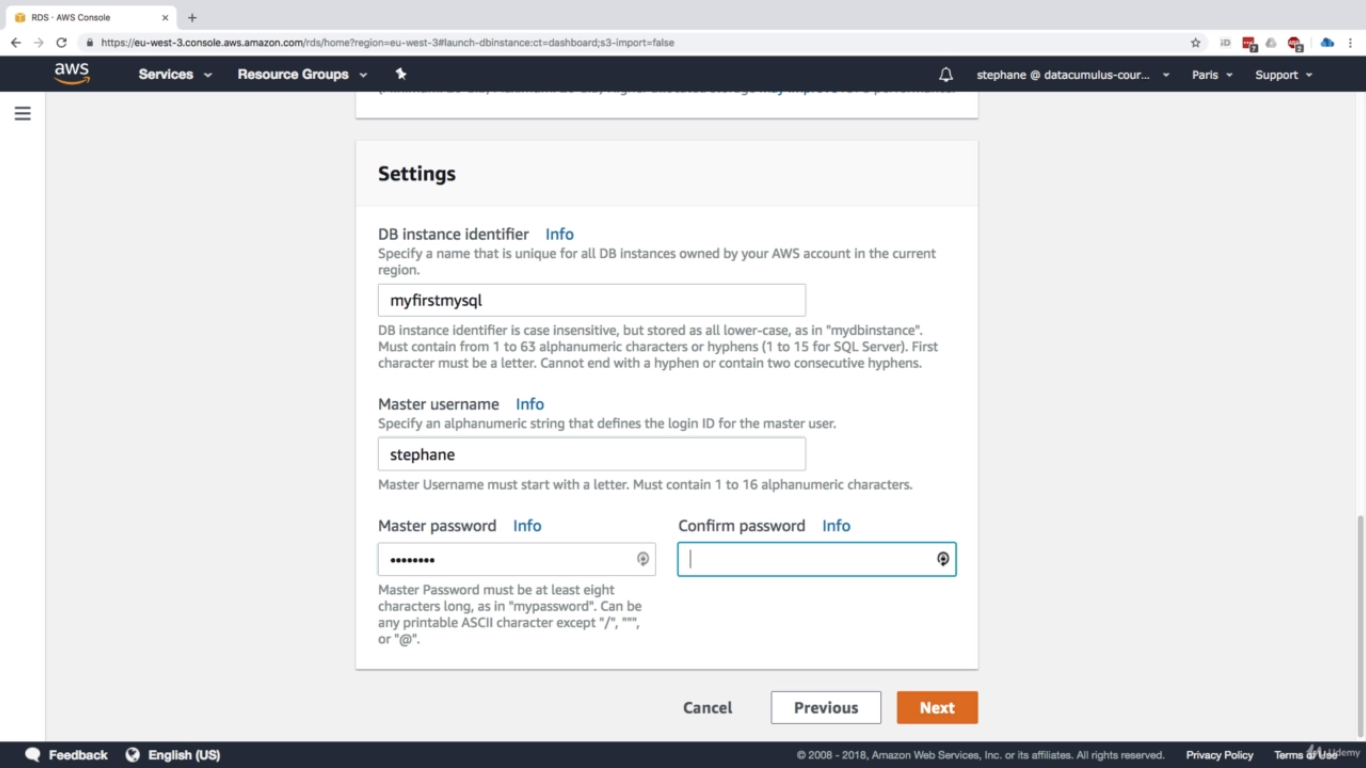 RDS · AWS Console
https://eu-west-3.console.aws.amazon.com/rds/home?region=eu-west-3#launch-dbinstance:ct=dashboard;s3-import=false
aws Services Resource Groups stephane @ datacumulus-cour... Paris Support
Settings
DB instance identifier Info
Specify a name that is unique for all DB instances owned by your AWS account in the current
region.
myfirstmysql
DB instance identifier is case insensitive, but stored as all lower-case, as in "mydbinstance".
Must contain from 1 to 63 alphanumeric characters or hyphens (1 to 15 for SQL Server). First
character must be a letter. Cannot end with a hyphen or contain two consecutive hyphens.
Master username Info
Specify an alphanumeric string that defines the login ID for the master user.
stephane
Master Username must start with a letter. Must contain 1 to 16 alphanumeric characters.
Master password Info Confirm password Info
••••••••
Master Password must be at least eight
characters long, as in "mypassword". Can be
any printable ASCII character except "/", """,
or "@".
Cancel Previous Next
Feedback English (US) © 2008 - 2018, Amazon Web Services, Inc. or its affiliates. All rights reserved. Privacy Policy Terms of Use
Udemy